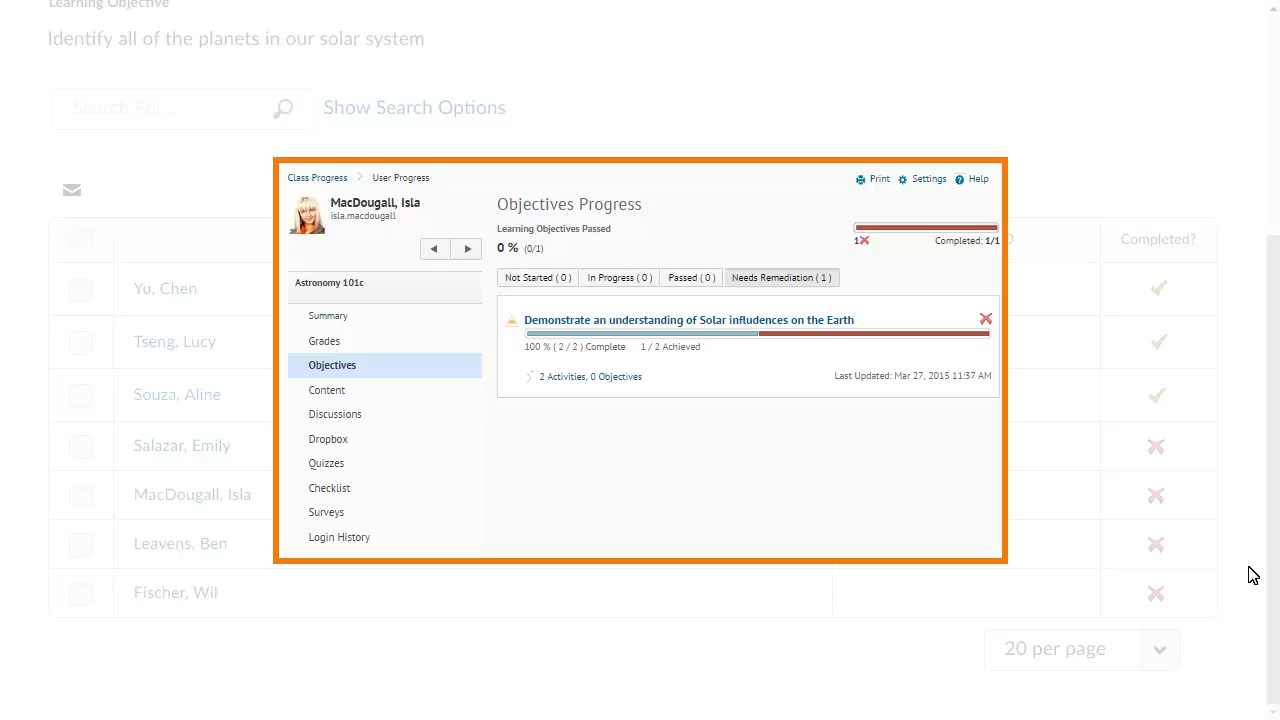 Learning Objective
Identify all of the planets in our solar system
Search For...
Show Search Options
Completed?
Yu, Chen
Tseng, Lucy
Souza, Aline
Salazar, Emily
MacDougall, Isla
Leavens, Ben
Fischer, Wil
20 per page
Class Progress
User Progress
Print
Settings
Help
MacDougall, Isla
isla.macdougall
Astronomy 101c
Summary
Grades
Objectives
Content
Discussions
Dropbox
Quizzes
Checklist
Surveys
Login History
Objectives Progress
Learning Objectives Passed
0 % (0/1)
1
Completed: 1/1
Not Started ( 0 )
In Progress ( 0 )
Passed ( 0 )
Needs Remediation ( 1 )
Demonstrate an understanding of Solar infludences on the Earth
100 % ( 2 / 2 ) Complete
1 / 2 Achieved
2 Activities, 0 Objectives
Last Updated: Mar 27, 2015 11:37 AM